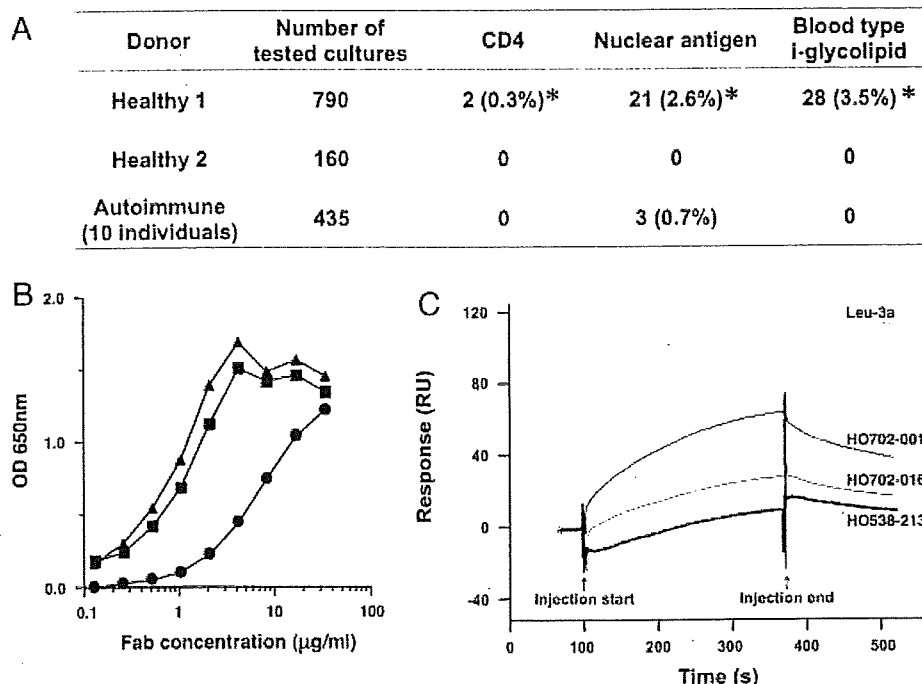 A
Donor Number of tested cultures CD4 Nuclear antigen Blood type i-glycolipid
Healthy 1 790 2 (0.3%)* 21 (2.6%)* 28 (3.5%)*
Healthy 2 160 0 0 0
Autoimmune (10 individuals) 435 0 3 (0.7%) 0
B
2.0
1.0
0.0
OD 650nm
0.1 1 10 100
Fab concentration (µg/ml)
C
120
80
40
0
-40
Response (RU)
Leu-3a
HO702-001
HO702-016
HO538-213
Injection start
Injection end
0 100 200 300 400 500
Time (s)